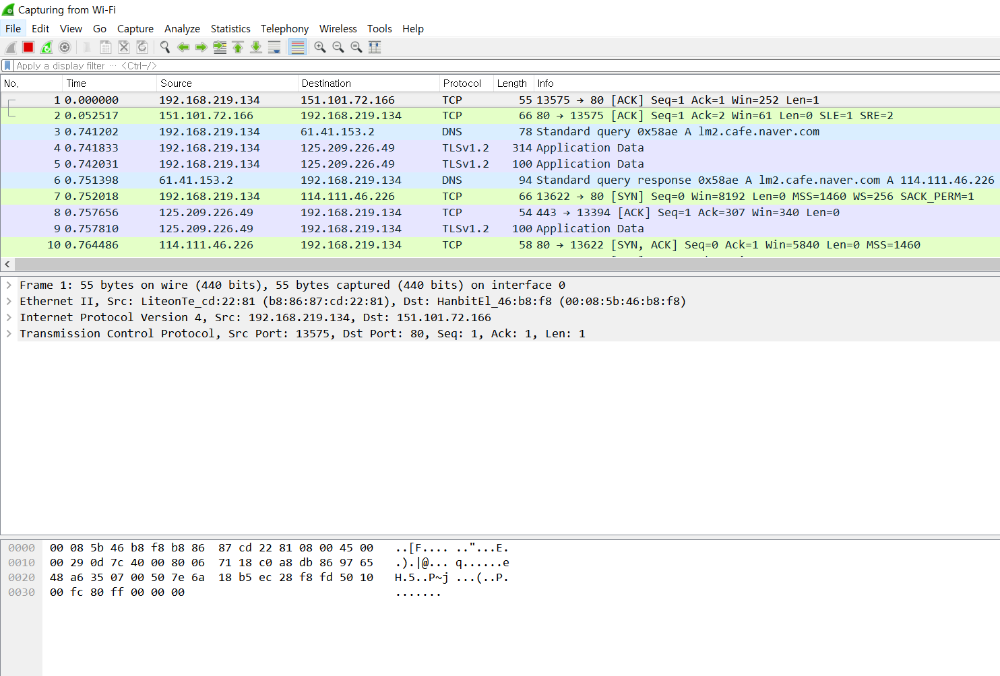 Capturing from Wi-Fi
File Edit View Go Capture Analyze Statistics Telephony Wireless Tools Help
Apply a display filter ··· <Ctrl-/>
No. Time Source Destination Protocol Length Info
1 0.000000 192.168.219.134 151.101.72.166 TCP 55 13575 → 80 [ACK] Seq=1 Ack=1 Win=252 Len=1
2 0.052517 151.101.72.166 192.168.219.134 TCP 66 80 → 13575 [ACK] Seq=1 Ack=2 Win=61 Len=0 SLE=1 SRE=2
3 0.741202 192.168.219.134 61.41.153.2 DNS 78 Standard query 0x58ae A lm2.cafe.naver.com
4 0.741833 192.168.219.134 125.209.226.49 TLSv1.2 314 Application Data
5 0.742031 192.168.219.134 125.209.226.49 TLSv1.2 100 Application Data
6 0.751398 61.41.153.2 192.168.219.134 DNS 94 Standard query response 0x58ae A lm2.cafe.naver.com A 114.111.46.226
7 0.752018 192.168.219.134 114.111.46.226 TCP 66 13622 → 80 [SYN] Seq=0 Win=8192 Len=0 MSS=1460 WS=256 SACK_PERM=1
8 0.757656 125.209.226.49 192.168.219.134 TCP 54 443 → 13394 [ACK] Seq=1 Ack=307 Win=340 Len=0
9 0.757810 125.209.226.49 192.168.219.134 TLSv1.2 100 Application Data
10 0.764486 114.111.46.226 192.168.219.134 TCP 58 80 → 13622 [SYN, ACK] Seq=0 Ack=1 Win=5840 Len=0 MSS=1460
Frame 1: 55 bytes on wire (440 bits), 55 bytes captured (440 bits) on interface 0
Ethernet II, Src: LiteonTe_cd:22:81 (b8:86:87:cd:22:81), Dst: HanbitEl_46:b8:f8 (00:08:5b:46:b8:f8)
Internet Protocol Version 4, Src: 192.168.219.134, Dst: 151.101.72.166
Transmission Control Protocol, Src Port: 13575, Dst Port: 80, Seq: 1, Ack: 1, Len: 1
0000 00 08 5b 46 b8 f8 b8 86 87 cd 22 81 08 00 45 00 ..[F.... .."...E.
0010 00 29 0d 7c 40 00 80 06 71 18 c0 a8 db 86 97 65 .).|@... q......e
0020 48 a6 35 07 00 50 7e 6a 18 b5 ec 28 f8 fd 50 10 H.5..P~j ...(..P.
0030 00 fc 80 ff 00 00 00 .......